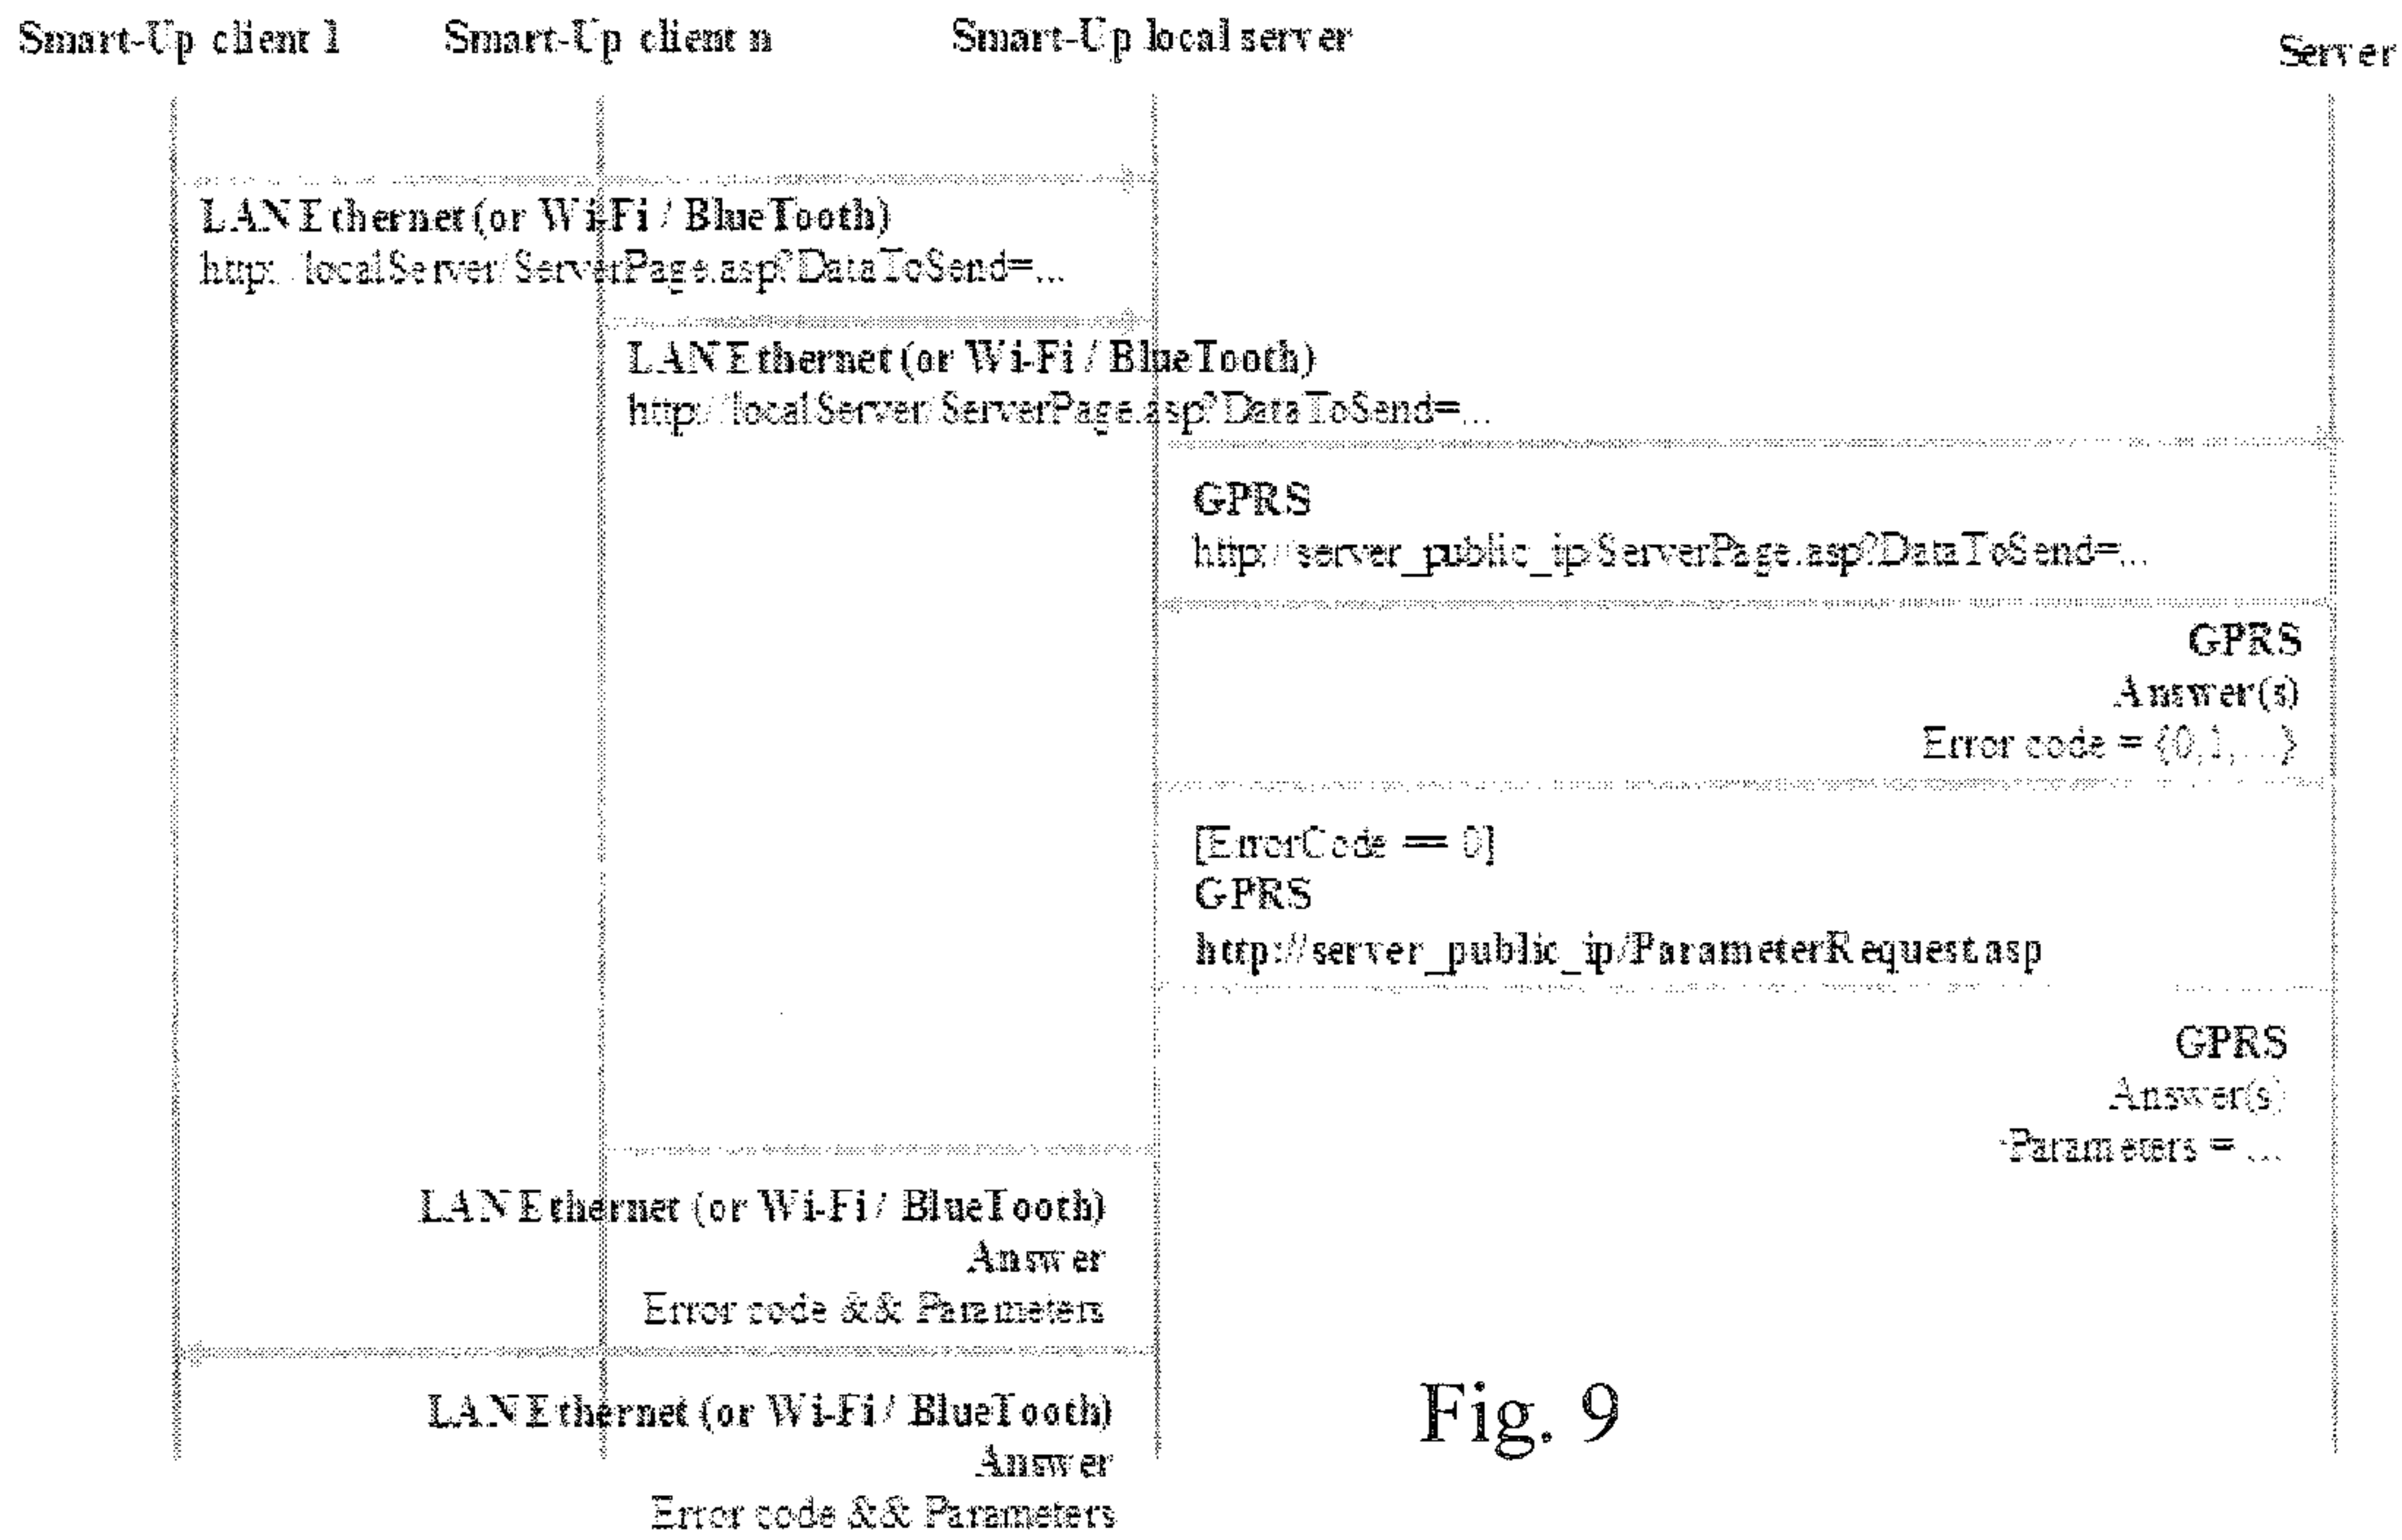 Smart-Up client 1
Smart-Up client n
Smart-Up local server
Server
LAN Ethernet (or Wi-Fi / BlueTooth)
http://localServer/ServerPage.asp?DataToSend=...
LAN Ethernet (or Wi-Fi / BlueTooth)
http://localServer/ServerPage.asp?DataToSend=...
GPRS
http://server_public_ip/ServerPage.asp?DataToSend=...
GPRS
Answer(s)
Error code = {0,1,...}
[ErrorCode == 0]
GPRS
http://server_public_ip/ParameterRequest.asp
GPRS
Answer(s)
Parameters = ...
LAN Ethernet (or Wi-Fi / BlueTooth)
Answer
Error code && Parameters
LAN Ethernet (or Wi-Fi / BlueTooth)
Answer
Error code && Parameters
Fig. 9